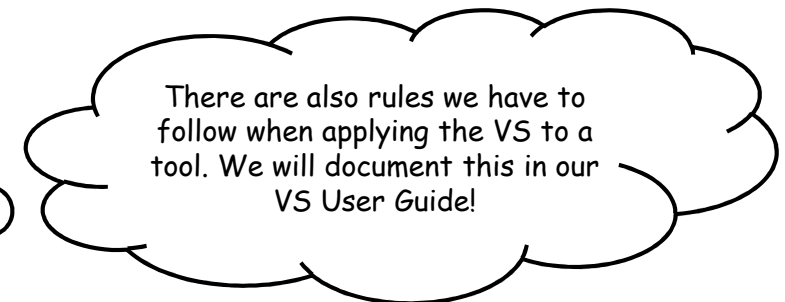 There are also rules we have to
follow when applying the VS to a
tool. We will document this in our
VS User Guide!